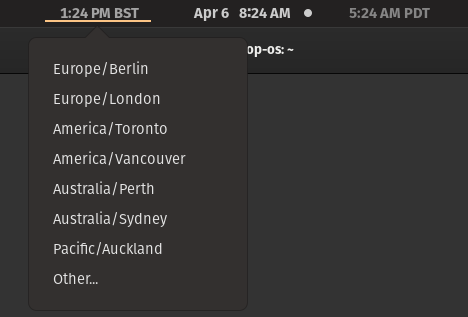 1:24 PM BST Apr 6 8:24 AM 5:24 AM PDT
op-os: ~
Europe/Berlin
Europe/London
America/Toronto
America/Vancouver
Australia/Perth
Australia/Sydney
Pacific/Auckland
Other...